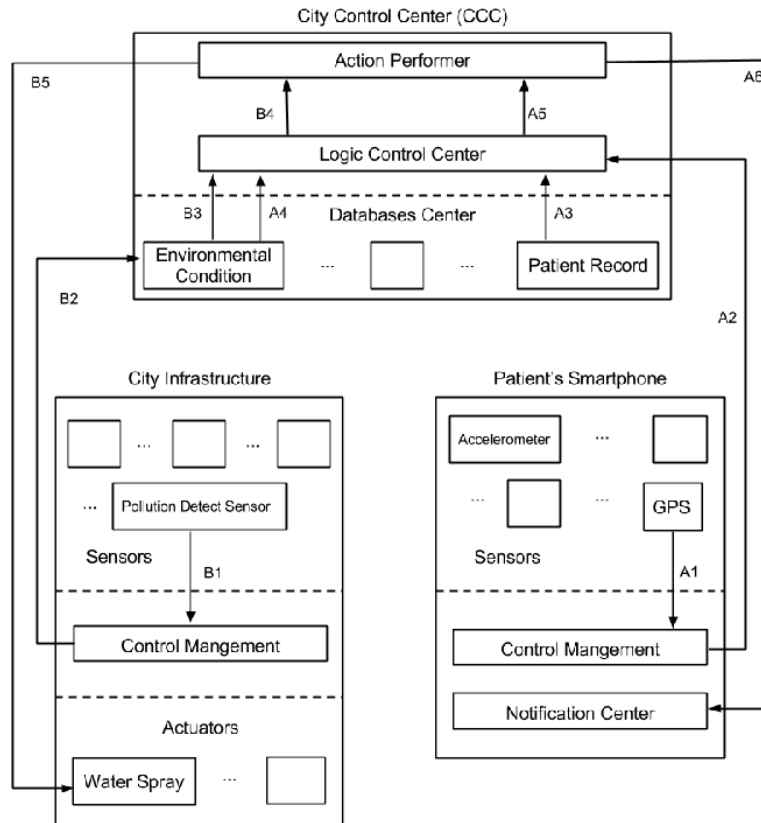 City Control Center (CCC)
Action Performer
B5
A6
B4
A5
Logic Control Center
B3
A4
A3
Databases Center
Environmental
Condition
...
...
Patient Record
B2
A2
City Infrastructure
Patient's Smartphone
...
...
Accelerometer
...
...
Pollution Detect Sensor
...
...
GPS
Sensors
B1
Sensors
A1
Control Mangement
Control Mangement
Notification Center
Actuators
Water Spray
...